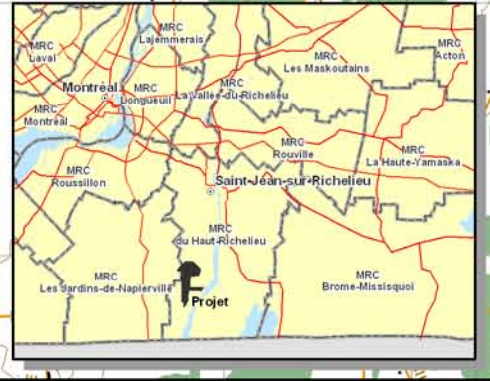 MRC
Lajemmerais
MRC
Laval
MRC
Les Maskoutains
MRC
Acton
Montréal
MRC
Longueuil
MRC
La Vallée-du-Richelieu
MRC
Montréal
MRC
Rouville
MRC
La Haute-Yamaska
MRC
Roussillon
Saint-Jean-sur-Richelieu
MRC
du Haut-Richelieu
MRC
Les Jardins-de-Napierville
MRC
Brome-Missisquoi
Projet